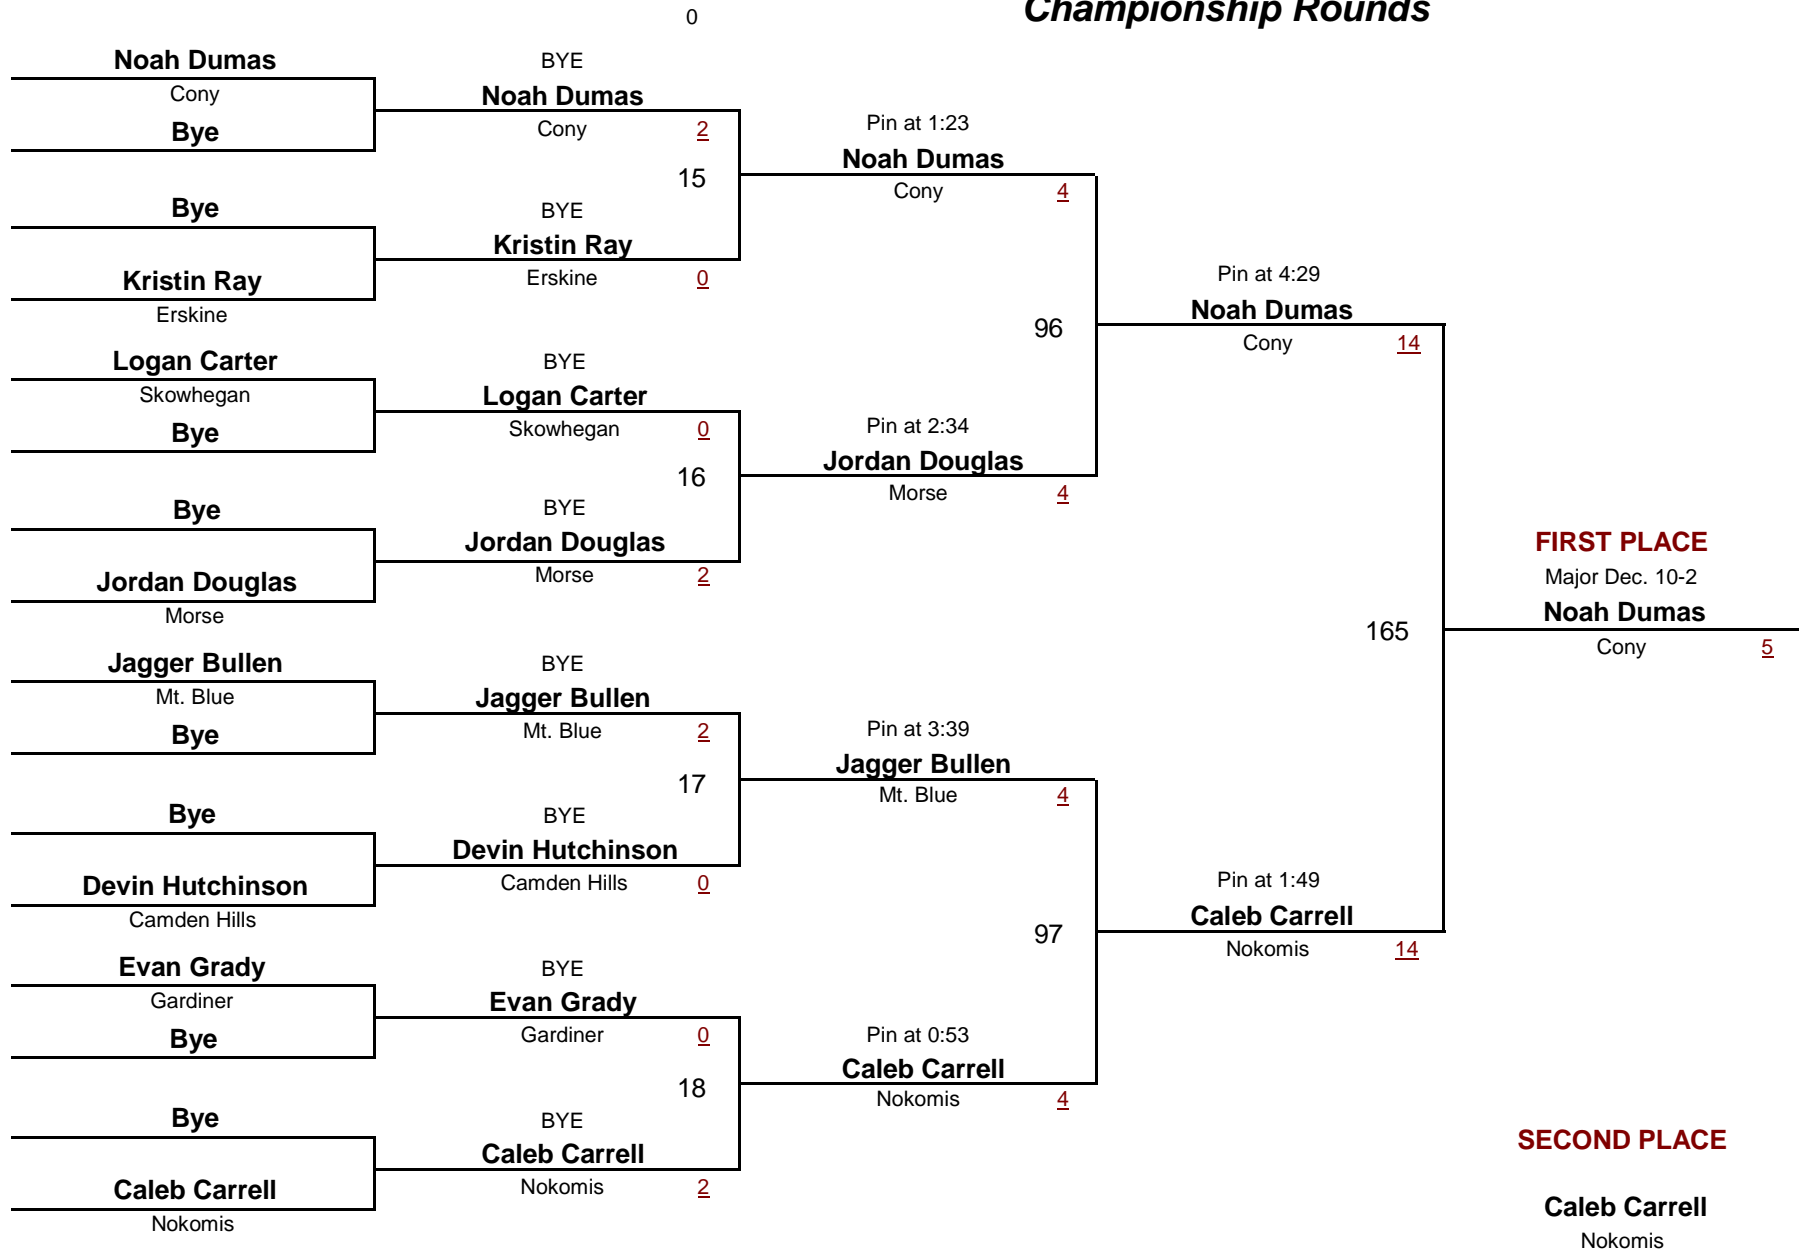 Championship Rounds
0
Noah Dumas
Cony
Bye
Bye
Kristin Ray
Erskine
Logan Carter
Skowhegan
Bye
Bye
Jordan Douglas
Morse
Jagger Bullen
Mt. Blue
Bye
Bye
Devin Hutchinson
Camden Hills
Evan Grady
Gardiner
Bye
Bye
Caleb Carrell
Nokomis
BYE
Noah Dumas
Cony 2
15
BYE
Kristin Ray
Erskine 0
BYE
Logan Carter
Skowhegan 0
16
BYE
Jordan Douglas
Morse 2
BYE
Jagger Bullen
Mt. Blue 2
17
BYE
Devin Hutchinson
Camden Hills 0
BYE
Evan Grady
Gardiner 0
18
BYE
Caleb Carrell
Nokomis 2
Pin at 1:23
Noah Dumas
Cony 4
96
Pin at 2:34
Jordan Douglas
Morse 4
Pin at 3:39
Jagger Bullen
Mt. Blue 4
97
Pin at 0:53
Caleb Carrell
Nokomis 4
Pin at 4:29
Noah Dumas
Cony 14
165
Pin at 1:49
Caleb Carrell
Nokomis 14
FIRST PLACE
Major Dec. 10-2
Noah Dumas
Cony 5
SECOND PLACE
Caleb Carrell
Nokomis